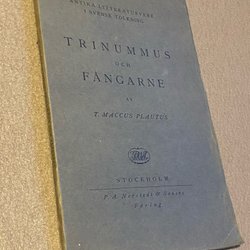 ANTIKA LITTERATURVERK
I SVENSK TOLKNING
TRINUMMUS
OCH
FÅNGARNE
AV
T. MACCUS PLAUTUS
STOCKHOLM
P. A. Norstedt & Söners
Förlag